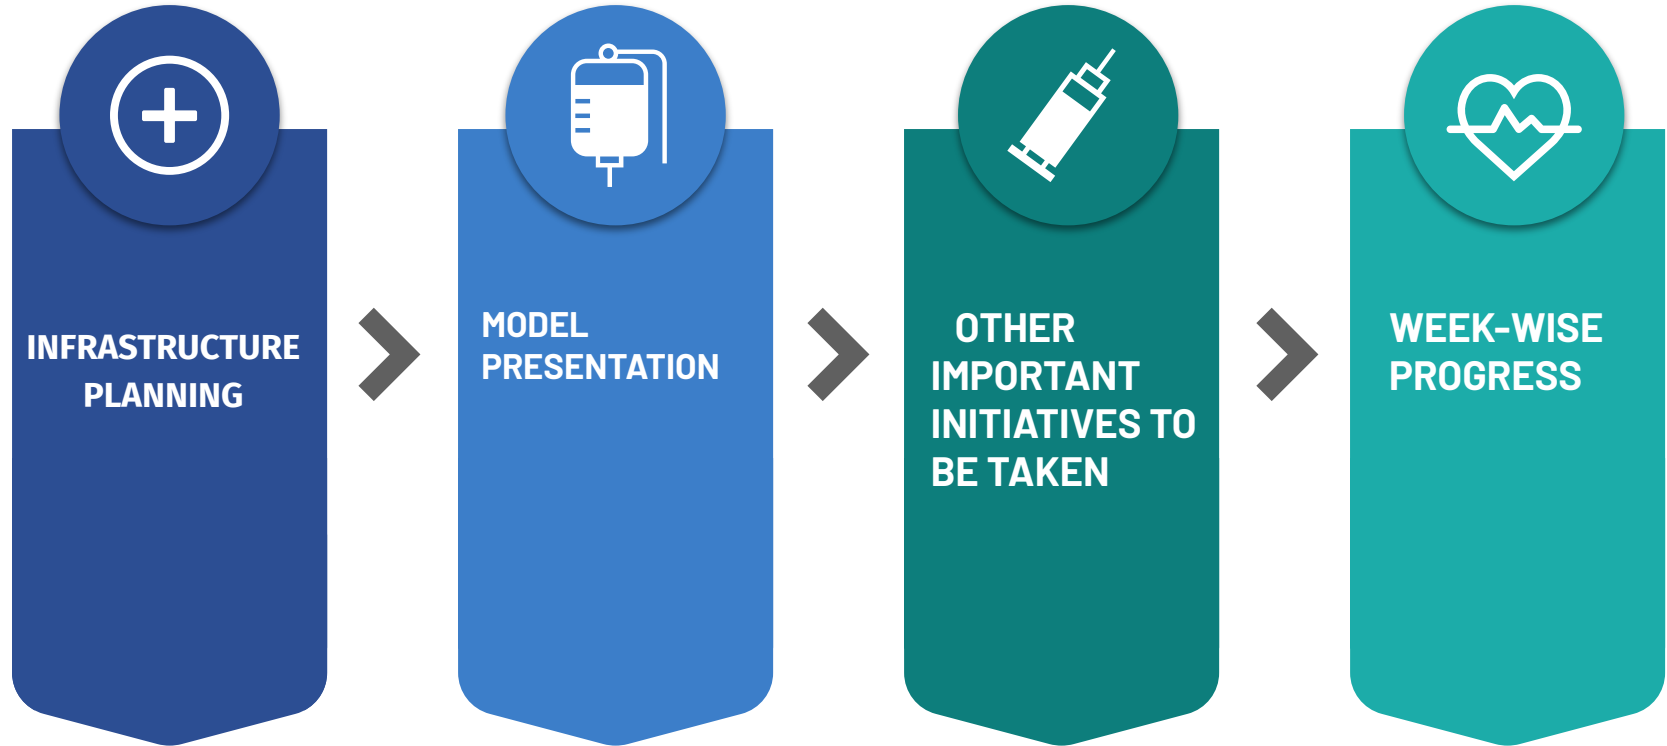 INFRASTRUCTURE
PLANNING
MODEL
PRESENTATION
OTHER
IMPORTANT
INITIATIVES TO
BE TAKEN
WEEK-WISE
PROGRESS